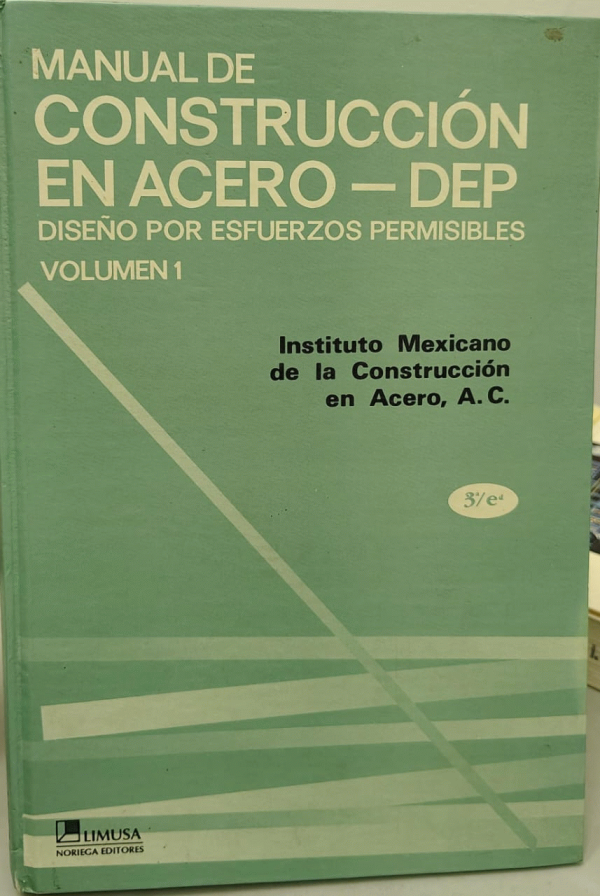 MANUAL DE
CONSTRUCCIÓN
EN ACERO — DEP
DISEÑO POR ESFUERZOS PERMISIBLES
VOLUMEN 1
Instituto Mexicano
de la Construcción
en Acero, A.C.
3ª/eª
LIMUSA
NORIEGA EDITORES